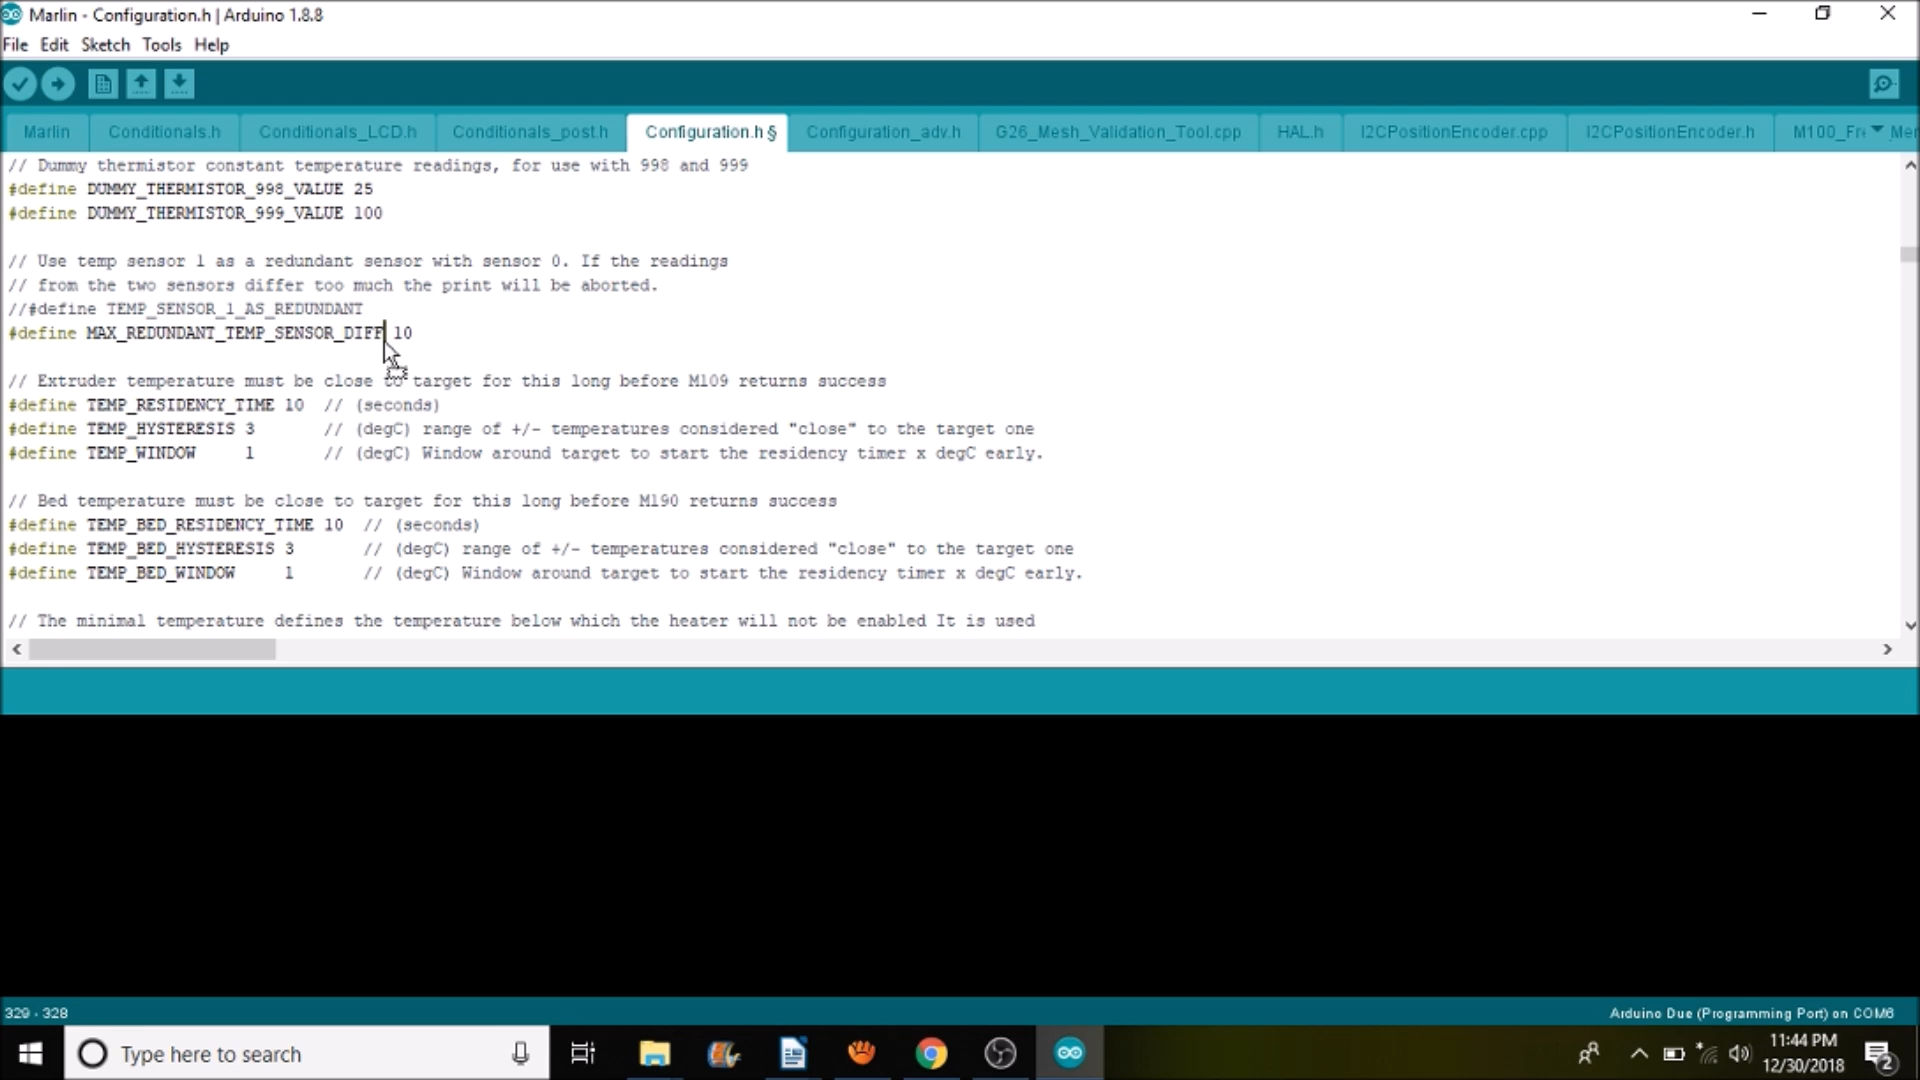 Marlin - Configuration.h | Arduino 1.8.8
File Edit Sketch Tools Help
Marlin Conditionals.h Conditionals_LCD.h Conditionals_post.h Configuration.h § Configuration_adv.h G26_Mesh_Validation_Tool.cpp HAL.h I2CPositionEncoder.cpp I2CPositionEncoder.h M100_Fre Mer
// Dummy thermistor constant temperature readings, for use with 998 and 999
#define DUMMY_THERMISTOR_998_VALUE 25
#define DUMMY_THERMISTOR_999_VALUE 100
// Use temp sensor 1 as a redundant sensor with sensor 0. If the readings
// from the two sensors differ too much the print will be aborted.
//#define TEMP_SENSOR_1_AS_REDUNDANT
#define MAX_REDUNDANT_TEMP_SENSOR_DIFF 10
// Extruder temperature must be close to target for this long before M109 returns success
#define TEMP_RESIDENCY_TIME 10 // (seconds)
#define TEMP_HYSTERESIS 3 // (degC) range of +/- temperatures considered "close" to the target one
#define TEMP_WINDOW 1 // (degC) Window around target to start the residency timer x degC early.
// Bed temperature must be close to target for this long before M190 returns success
#define TEMP_BED_RESIDENCY_TIME 10 // (seconds)
#define TEMP_BED_HYSTERESIS 3 // (degC) range of +/- temperatures considered "close" to the target one
#define TEMP_BED_WINDOW 1 // (degC) Window around target to start the residency timer x degC early.
// The minimal temperature defines the temperature below which the heater will not be enabled It is used
329 - 328
Arduino Due (Programming Port) on COM6
Type here to search
11:44 PM
12/30/2018
2